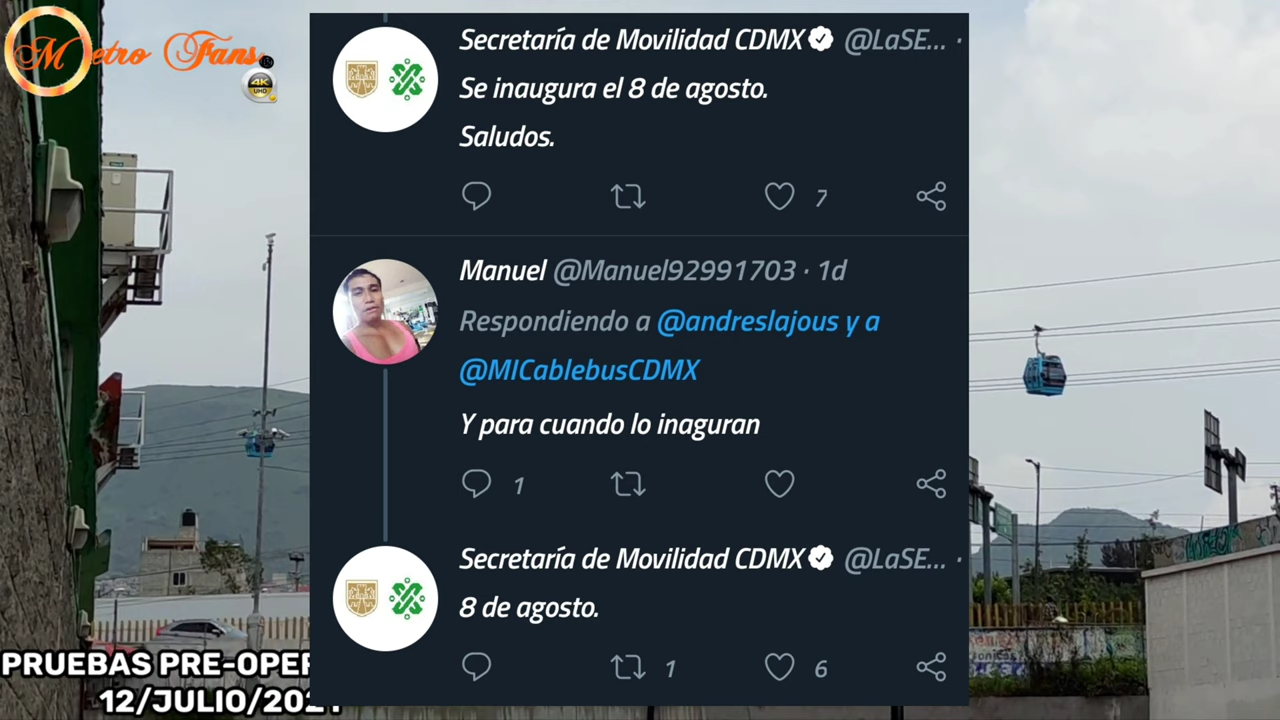 Metro Fans
4K
UHD
Secretaría de Movilidad CDMX @LaSE... ·
Se inaugura el 8 de agosto.
Saludos.
7
Manuel @Manuel92991703 · 1d
Respondiendo a @andreslajous y a
@MICablebusCDMX
Y para cuando lo inaguran
1
Secretaría de Movilidad CDMX @LaSE... ·
8 de agosto.
1 6
PRUEBAS PRE-OPER
12/JULIO/2021